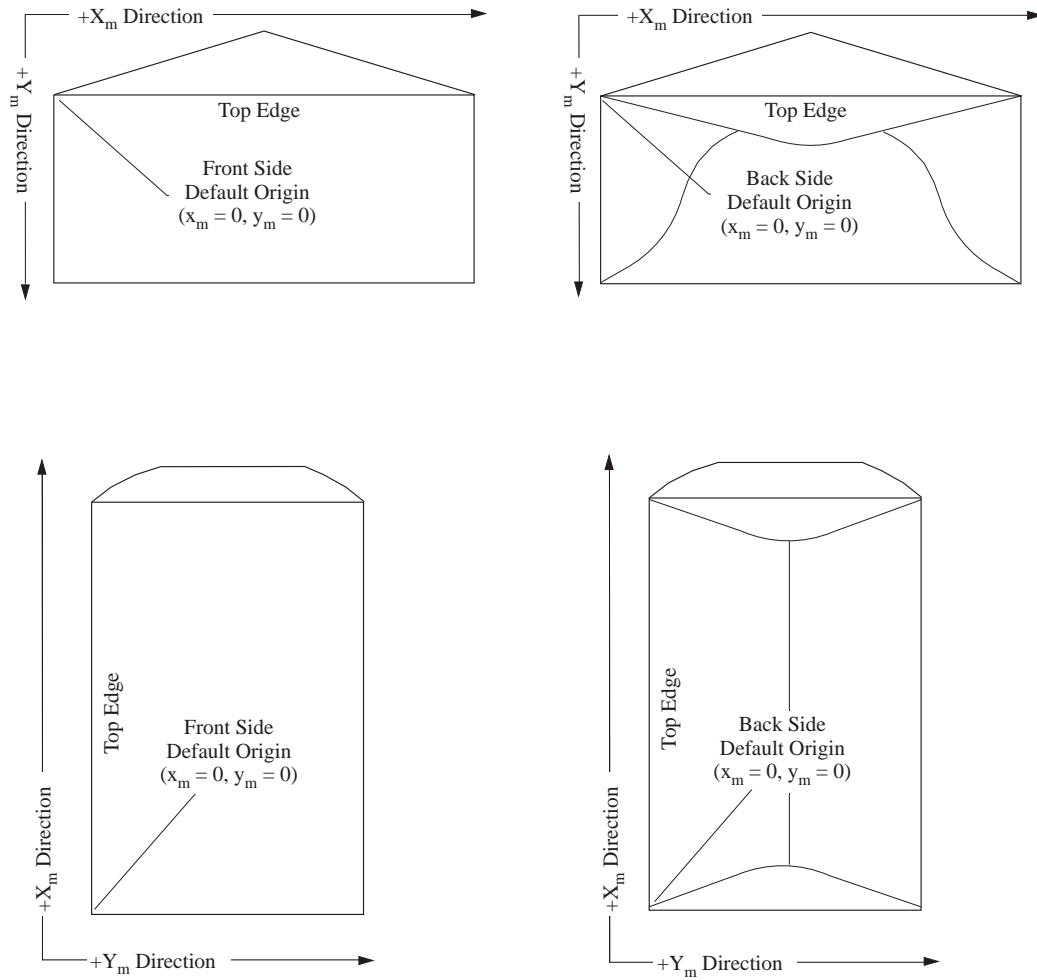 +Xm Direction
+Ym Direction
Top Edge
Front Side
Default Origin
(xm = 0, ym = 0)
+Xm Direction
+Ym Direction
Top Edge
Back Side
Default Origin
(xm = 0, ym = 0)
+Xm Direction
Top Edge
Front Side
Default Origin
(xm = 0, ym = 0)
+Ym Direction
+Xm Direction
Top Edge
Back Side
Default Origin
(xm = 0, ym = 0)
+Ym Direction